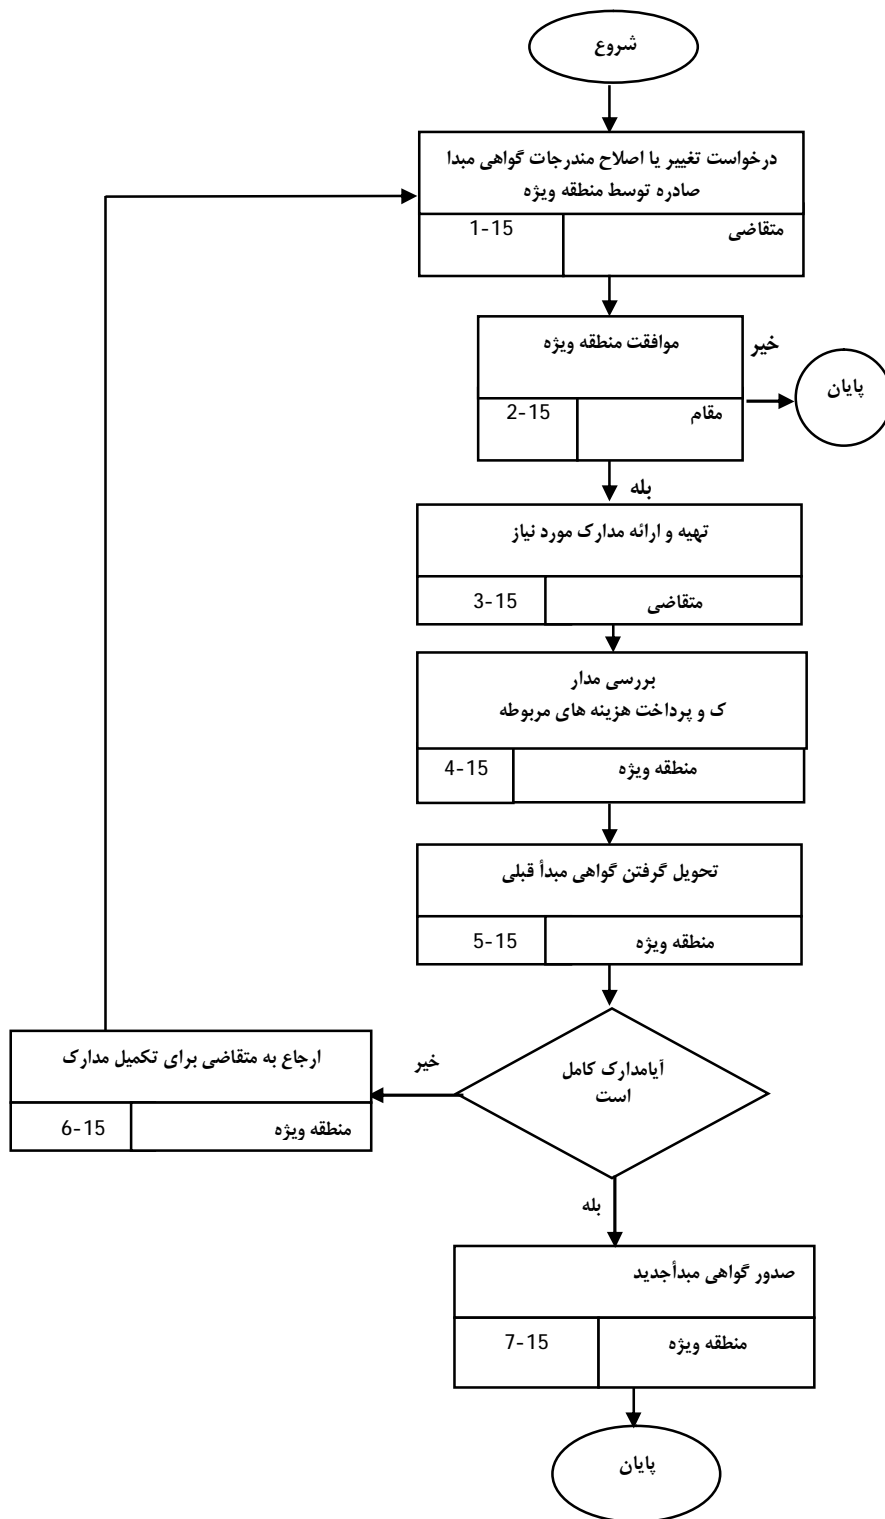 شروع
درخواست تغییر یا اصلاح مندرجات گواهی مبدا
صادره توسط منطقه ویژه
متقاضی
1-15
موافقت منطقه ویژه
خیر
مقام
2-15
پایان
بله
تهیه و ارائه مدارک مورد نیاز
متقاضی
3-15
بررسی مدار
ک و پرداخت هزینه های مربوطه
منطقه ویژه
4-15
تحویل گرفتن گواهی مبدأ قبلی
منطقه ویژه
5-15
آیامدارک کامل
است
خیر
ارجاع به متقاضی برای تکمیل مدارک
منطقه ویژه
6-15
بله
صدور گواهی مبدأجدید
منطقه ویژه
7-15
پایان